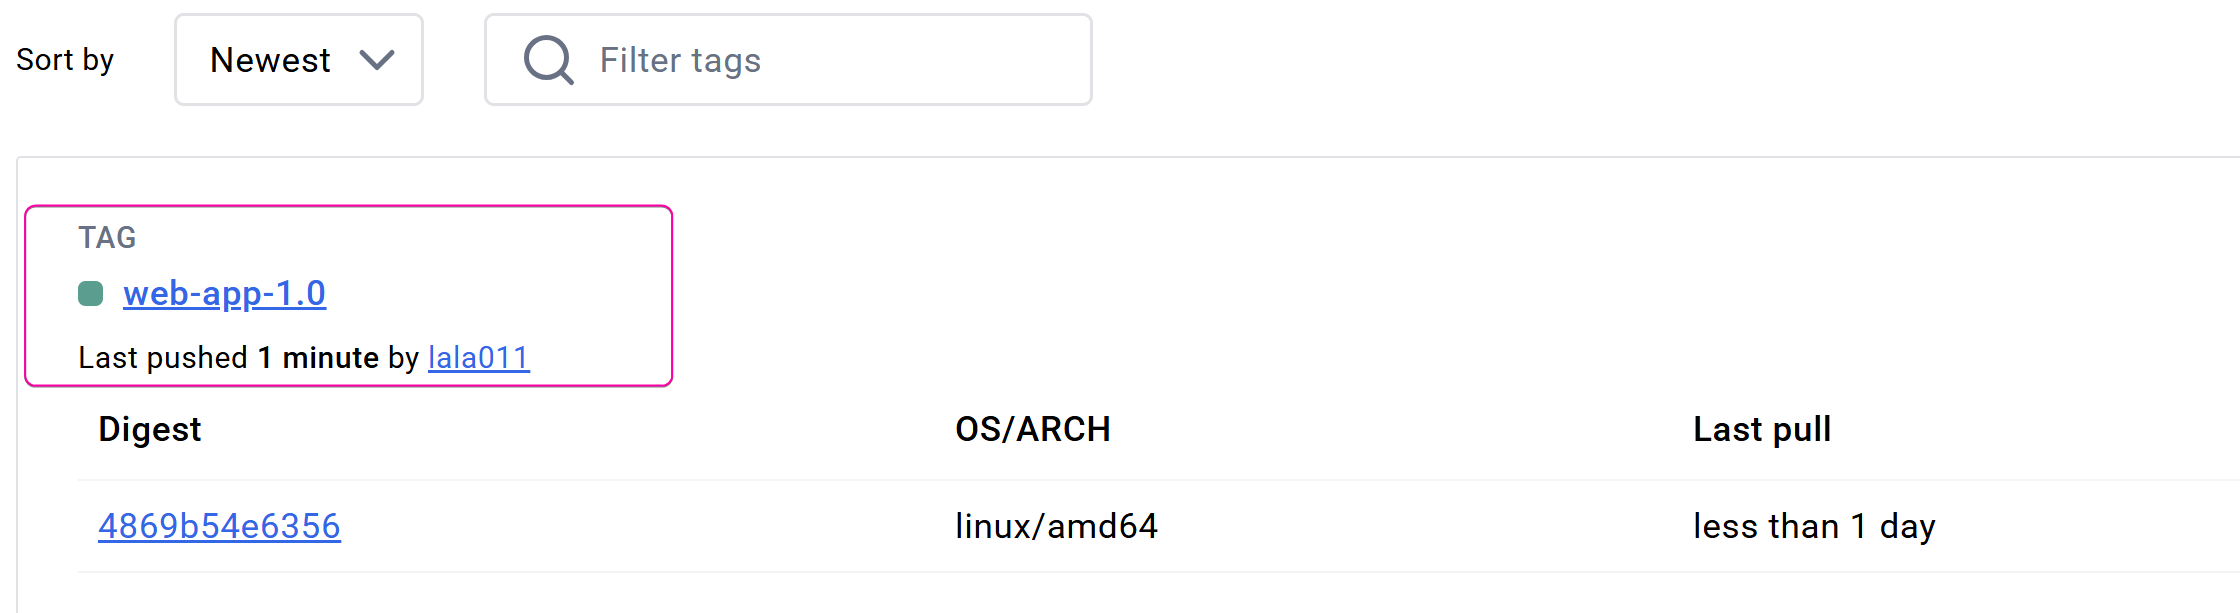 Sort by Newest Filter tags
TAG
web-app-1.0
Last pushed 1 minute by lala011
Digest OS/ARCH Last pull
4869b54e6356 linux/amd64 less than 1 day